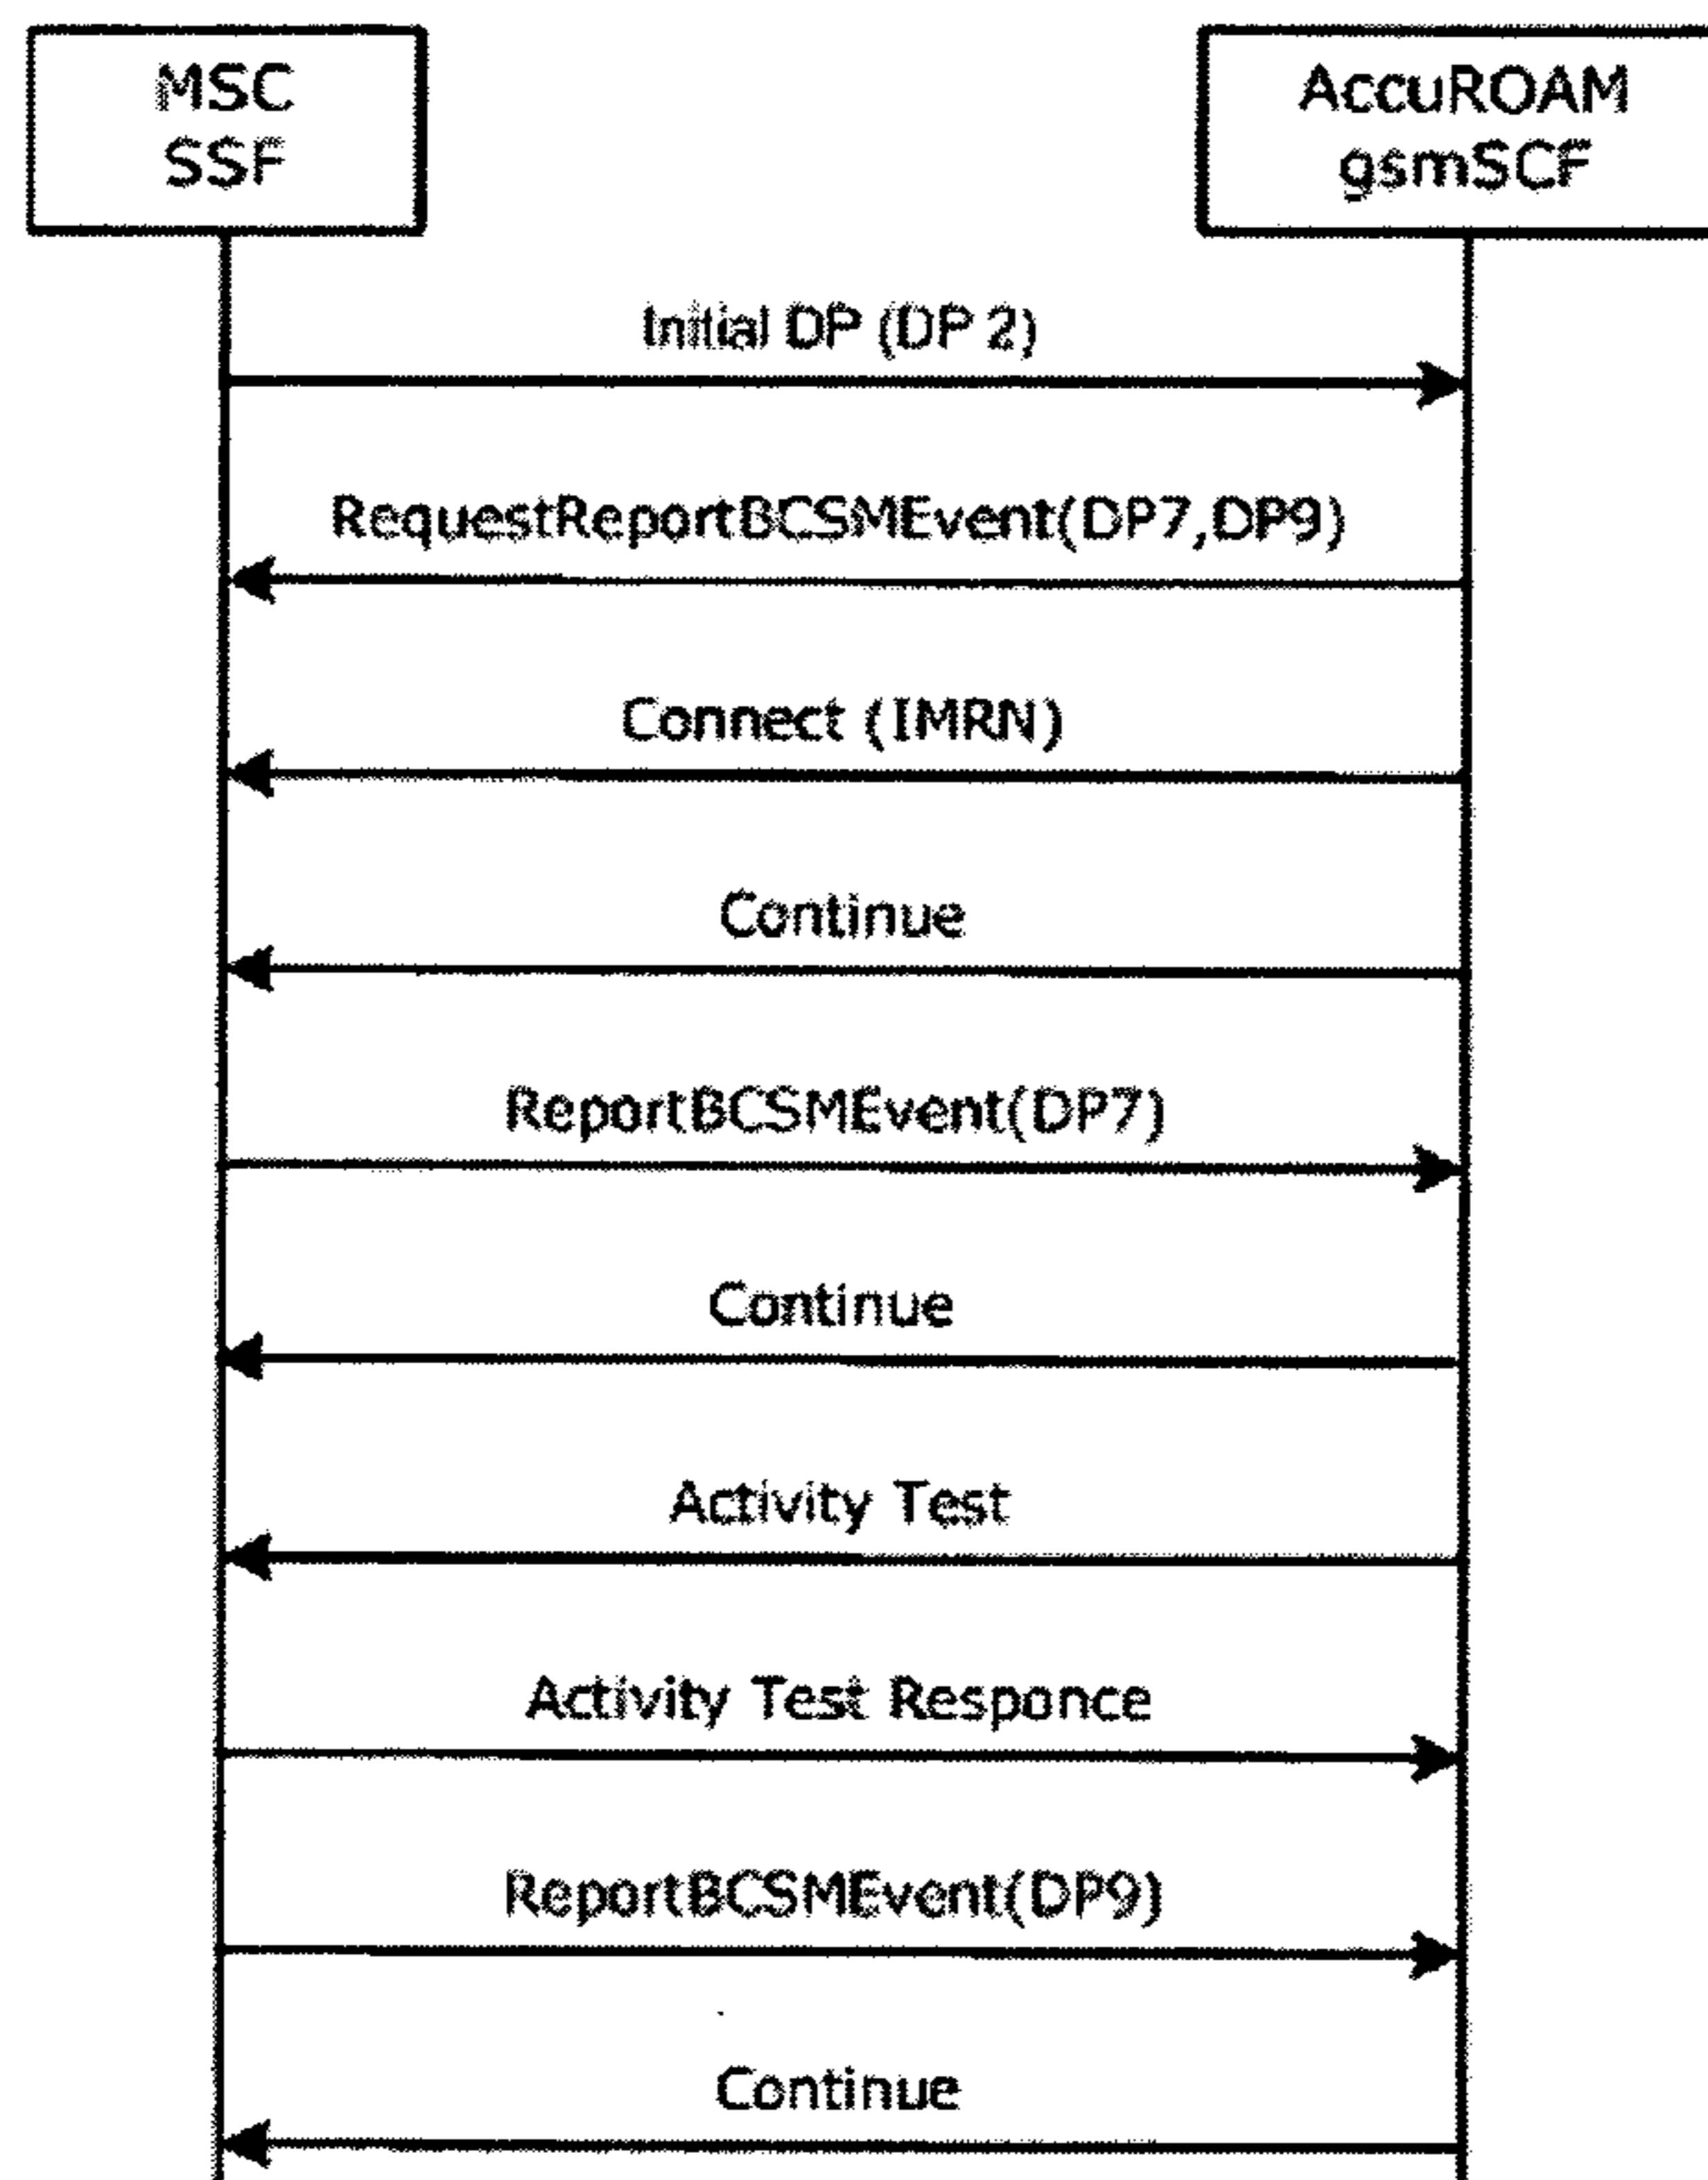 MSC
SSF
AccuROAM
gsmSCF
Initial DP (DP 2)
RequestReportBCSMEvent(DP7,DP9)
Connect (IMRN)
Continue
ReportBCSMEvent(DP7)
Continue
Activity Test
Activity Test Responce
ReportBCSMEvent(DP9)
Continue